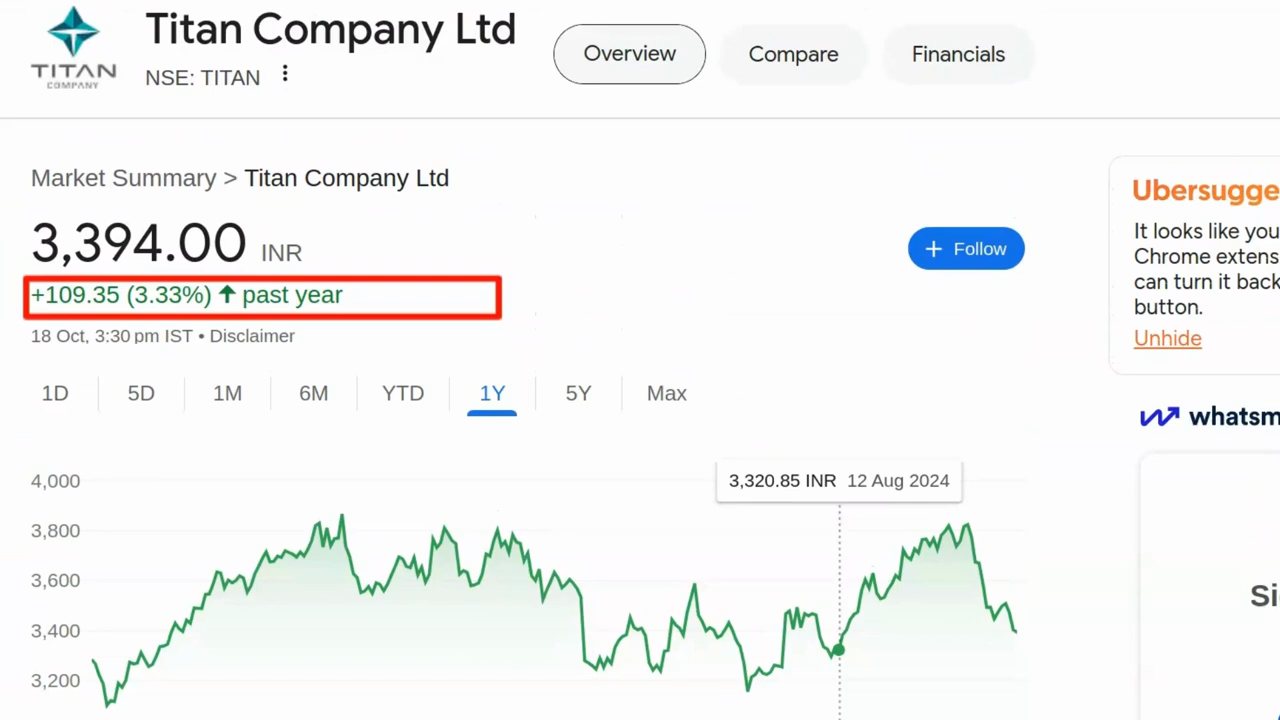 Titan Company Ltd
TITAN
COMPANY
NSE: TITAN
Overview
Compare
Financials
Market Summary > Titan Company Ltd
3,394.00 INR
+109.35 (3.33%) ↑ past year
18 Oct, 3:30 pm IST • Disclaimer
+ Follow
1D 5D 1M 6M YTD 1Y 5Y Max
3,320.85 INR 12 Aug 2024
4,000
3,800
3,600
3,400
3,200
Ubersugge
It looks like you
Chrome extens
can turn it back
button.
Unhide
whatsm
Si